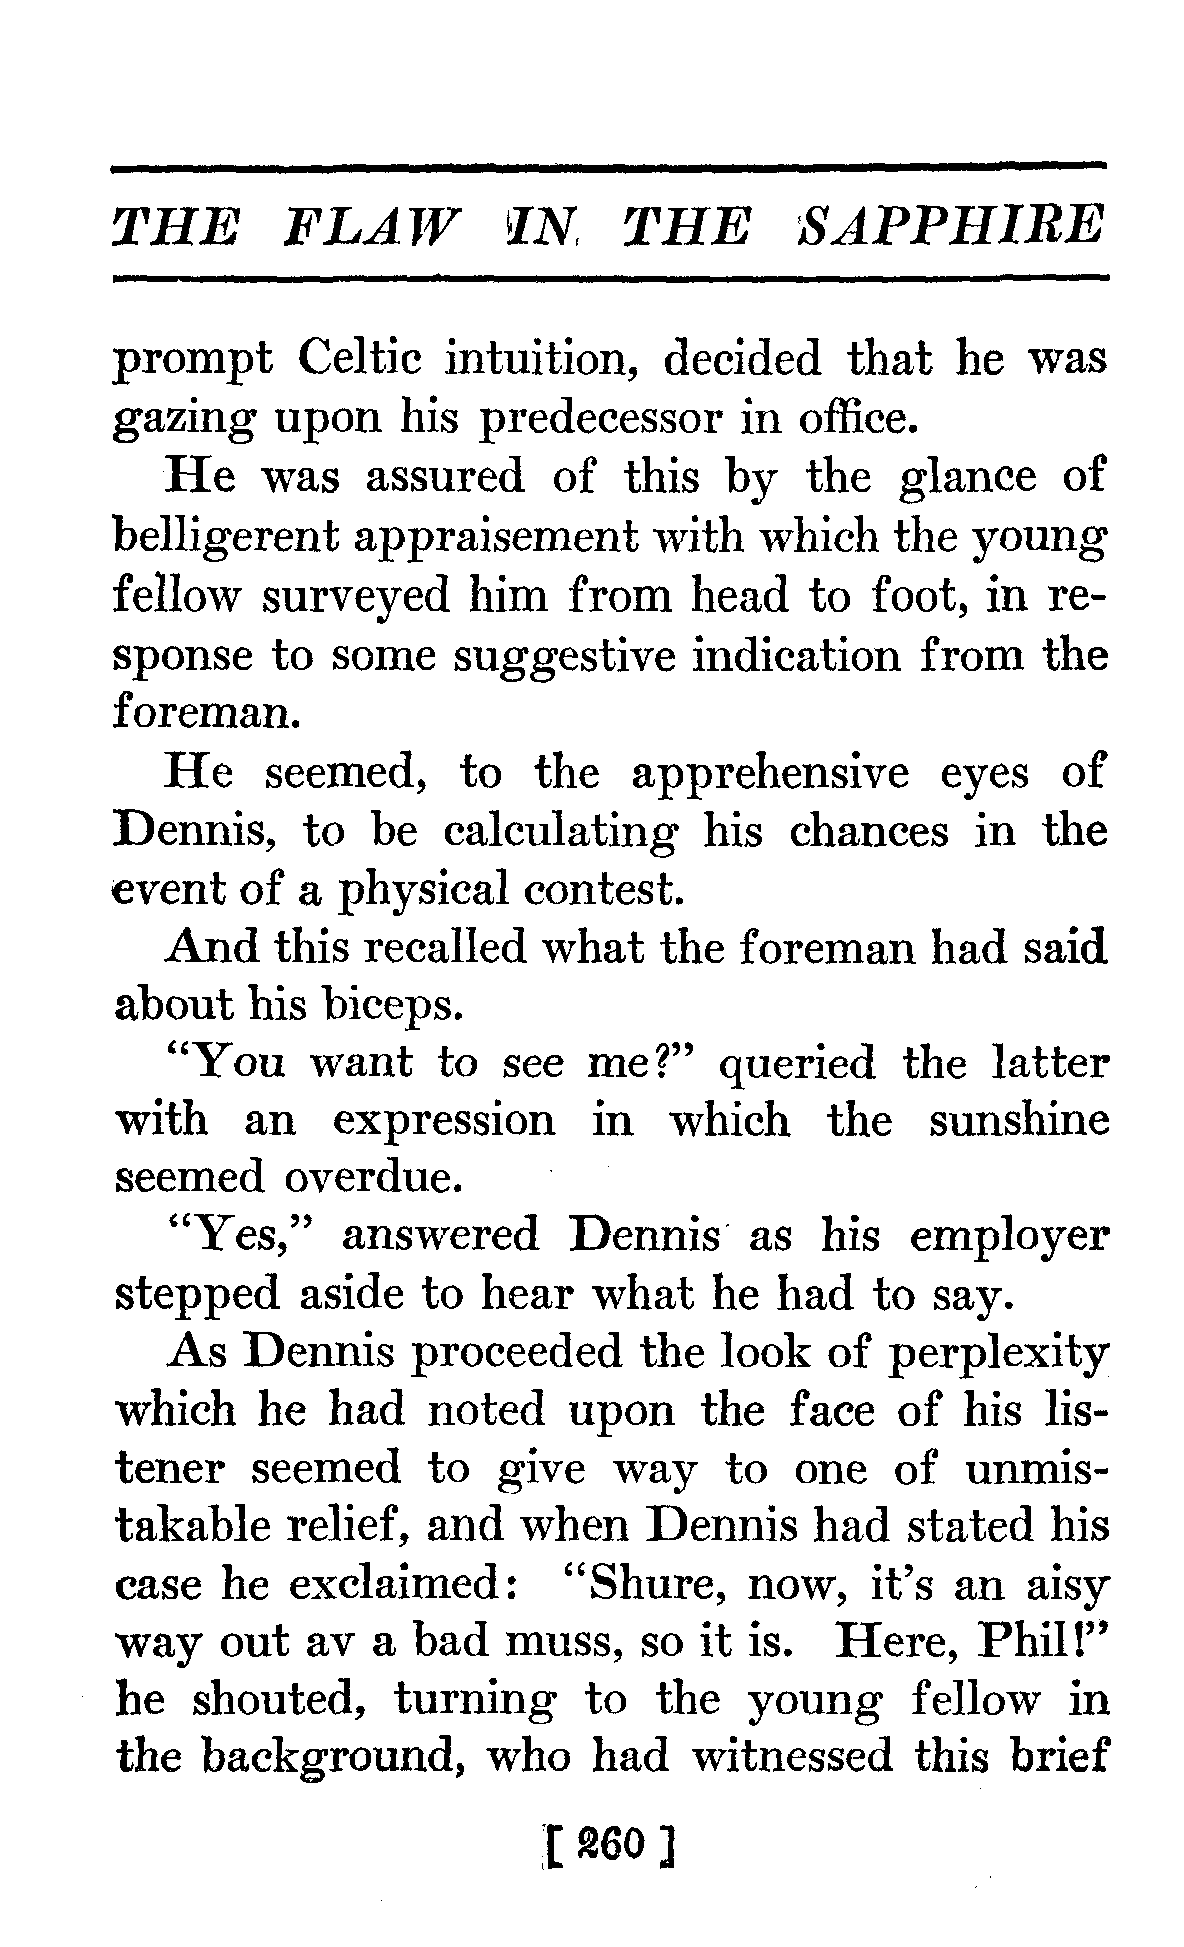 THE FLAW IN THE SAPPHIRE
prompt Celtic intuition, decided that he was
gazing upon his predecessor in office.
He was assured of this by the glance of
belligerent appraisement with which the young
fellow surveyed him from head to foot, in re-
sponse to some suggestive indication from the
foreman.
He seemed, to the apprehensive eyes of
Dennis, to be calculating his chances in the
event of a physical contest.
And this recalled what the foreman had said
about his biceps.
"You want to see me?" queried the latter
with an expression in which the sunshine
seemed overdue.
"Yes," answered Dennis as his employer
stepped aside to hear what he had to say.
As Dennis proceeded the look of perplexity
which he had noted upon the face of his lis-
tener seemed to give way to one of unmis-
takable relief, and when Dennis had stated his
case he exclaimed: "Shure, now, it's an aisy
way out av a bad muss, so it is. Here, Phil!"
he shouted, turning to the young fellow in
the background, who had witnessed this brief
[ 260 ]